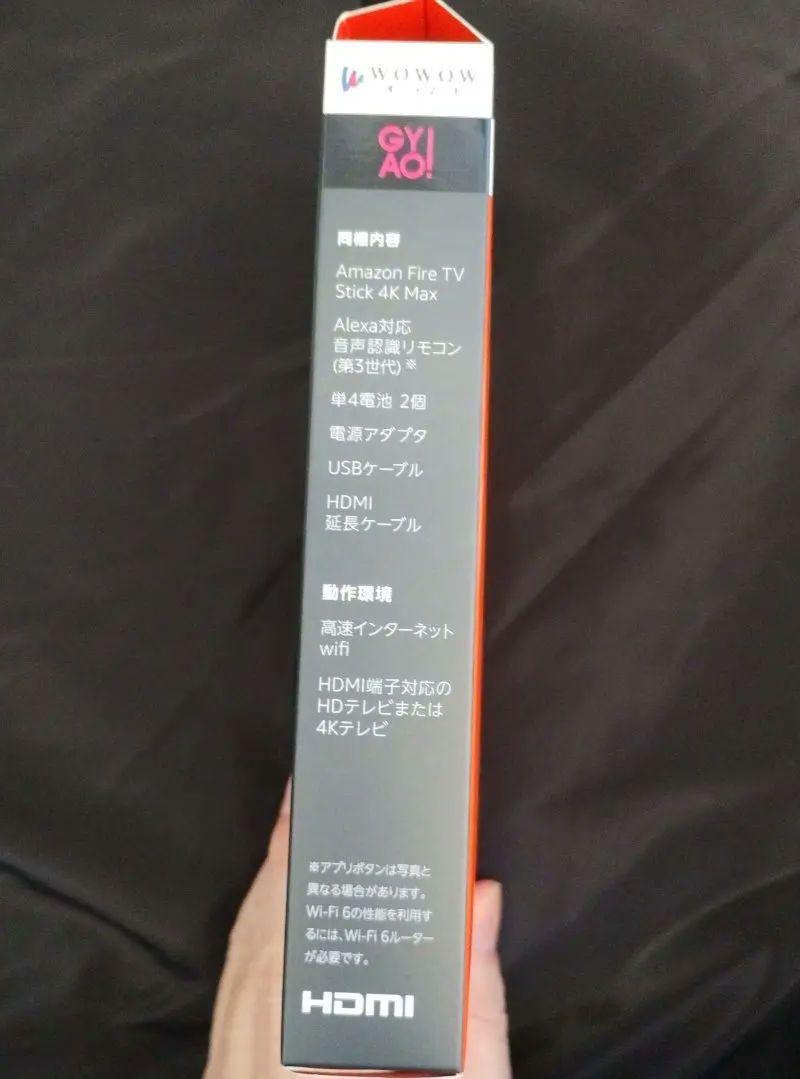 WOWOW
オンデマンド
GY
AO!
同梱内容
Amazon Fire TV
Stick 4K Max
Alexa対応
音声認識リモコン
(第3世代)※
単4電池 2個
電源アダプタ
USBケーブル
HDMI
延長ケーブル
動作環境
高速インターネット
wifi
HDMI端子対応の
HDテレビまたは
4Kテレビ
※アプリボタンは写真と
異なる場合があります。
Wi-Fi 6の性能を利用す
るには、Wi-Fi 6ルーター
が必要です。
HDMI